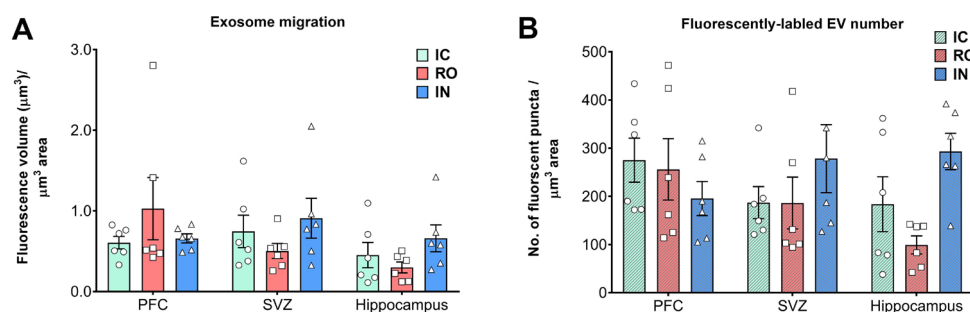 A
Exosome migration
Fluorescence volume (μm³)/
μm³ area
3.0
2.0
1.0
0.0
IC
RO
IN
PFC
SVZ
Hippocampus
B
Fluorescently-labled EV number
No. of fluorscent puncta /
μm³ area
500
400
300
200
100
0
IC
RO
IN
PFC
SVZ
Hippocampus